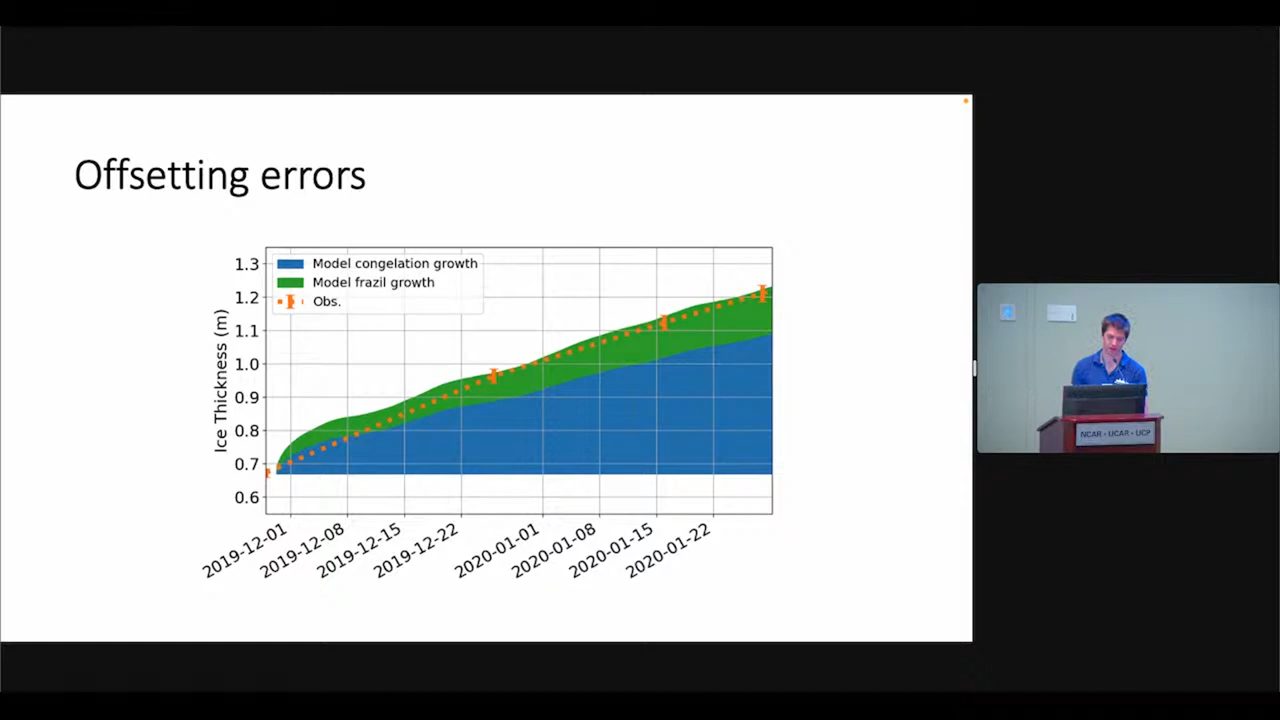 Offsetting errors
Model congelation growth
Model frazil growth
Obs.
Ice Thickness (m)
1.3
1.2
1.1
1.0
0.9
0.8
0.7
0.6
2019-12-01
2019-12-08
2019-12-15
2019-12-22
2020-01-01
2020-01-08
2020-01-15
2020-01-22
NCAR • UCAR • UCP